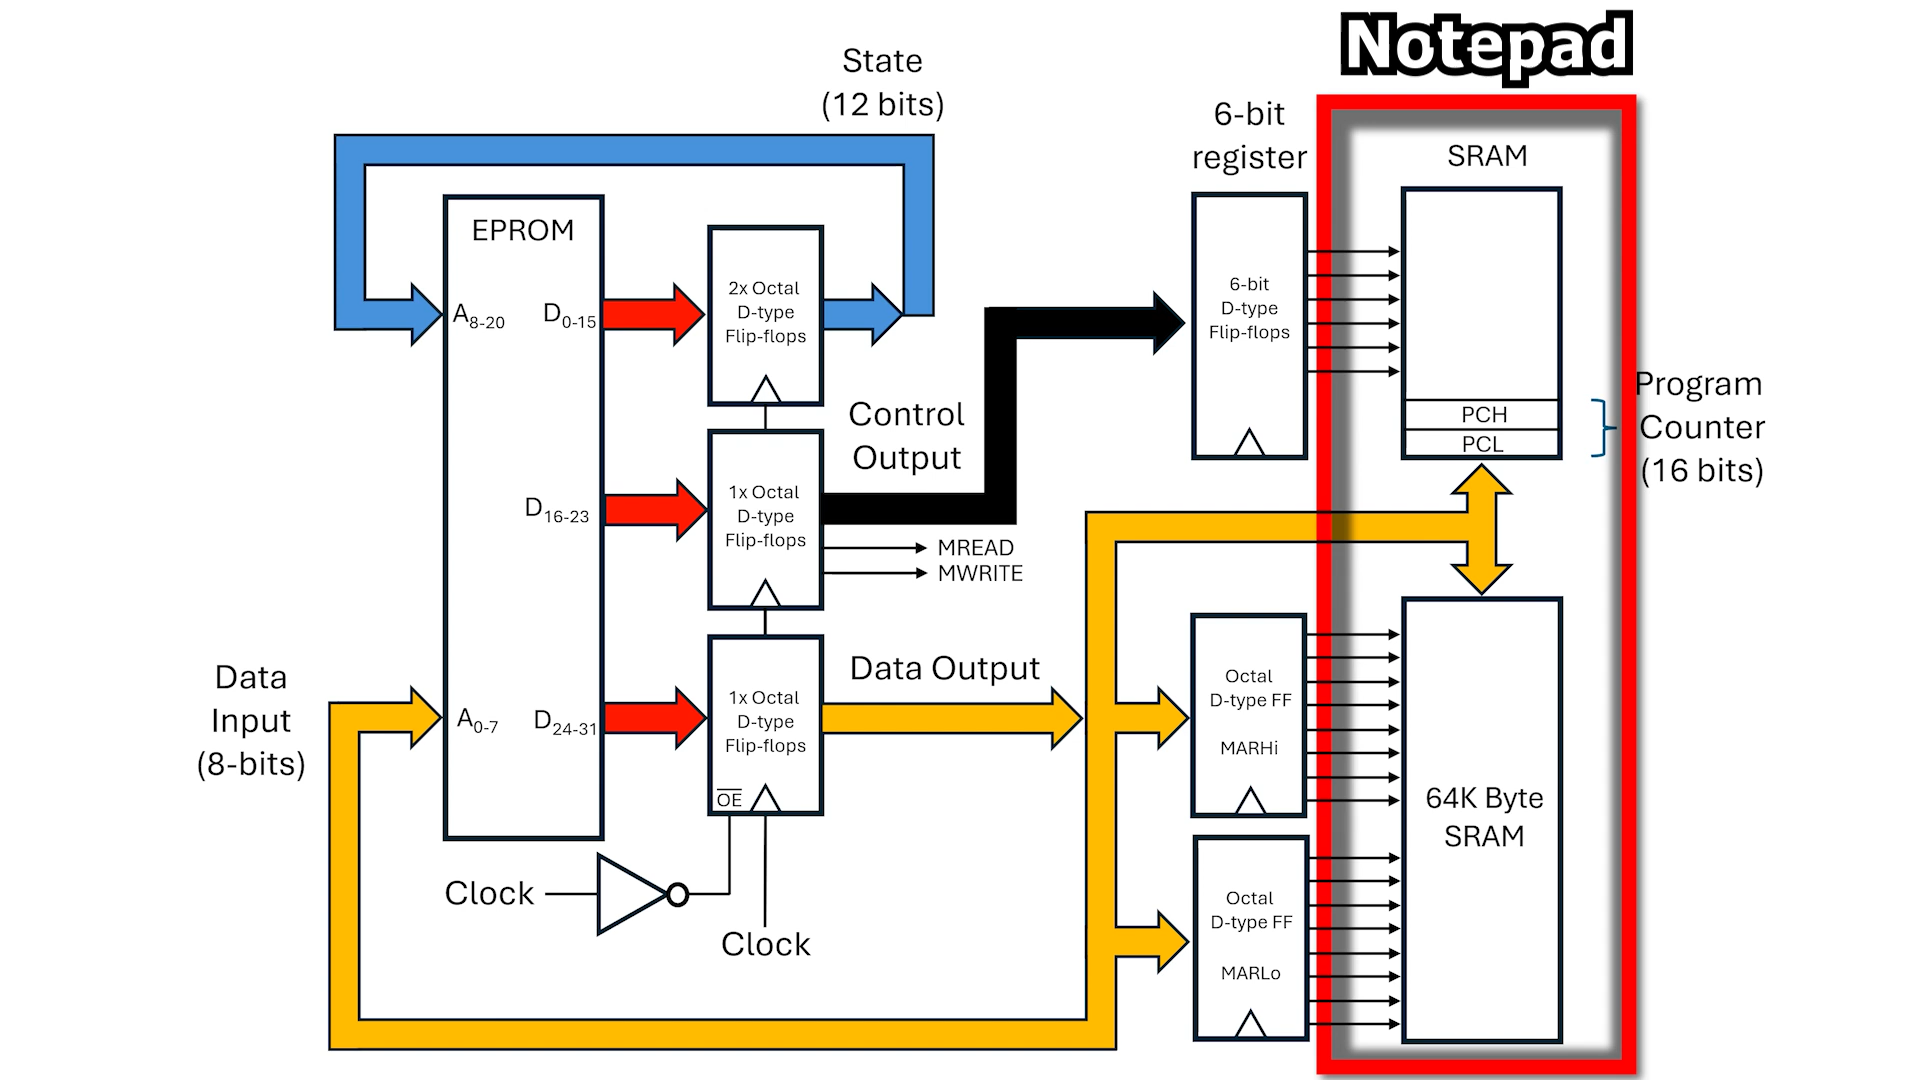 Notepad
State
(12 bits)
6-bit
register
SRAM
EPROM
A8-20
D0-15
2x Octal
D-type
Flip-flops
6-bit
D-type
Flip-flops
PCH
PCL
Program
Counter
(16 bits)
Control
Output
D16-23
1x Octal
D-type
Flip-flops
MREAD
MWRITE
Data
Input
(8-bits)
A0-7
D24-31
1x Octal
D-type
Flip-flops
OE
Data Output
Octal
D-type FF
MARHi
64K Byte
SRAM
Clock
Clock
Octal
D-type FF
MARLo